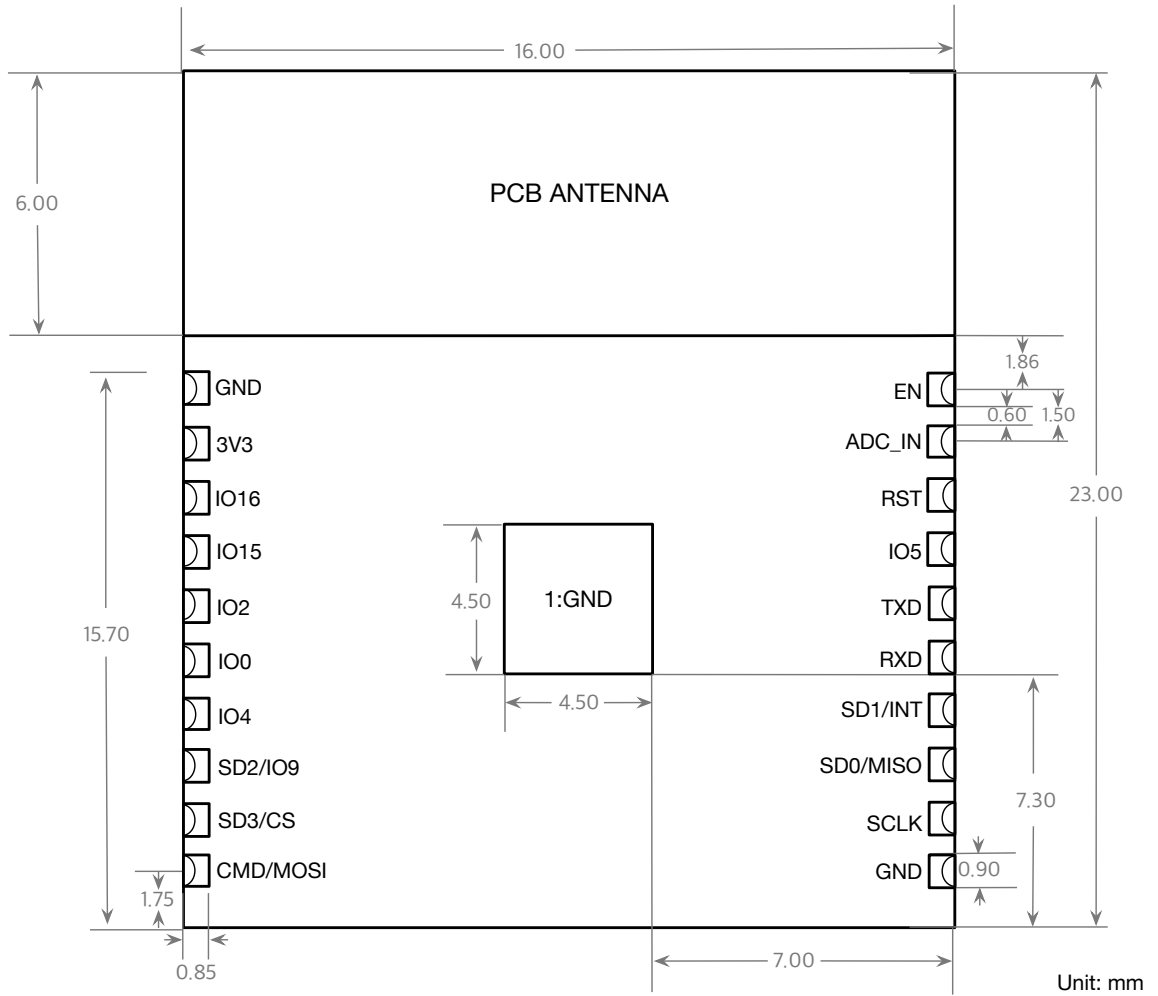 16.00
6.00
PCB ANTENNA
1.86
GND
EN
0.60
1.50
3V3
ADC_IN
IO16
RST
23.00
IO15
IO5
4.50
1:GND
IO2
TXD
15.70
IO0
RXD
4.50
IO4
SD1/INT
SD2/IO9
SD0/MISO
7.30
SD3/CS
SCLK
CMD/MOSI
GND
0.90
1.75
0.85
7.00
Unit: mm